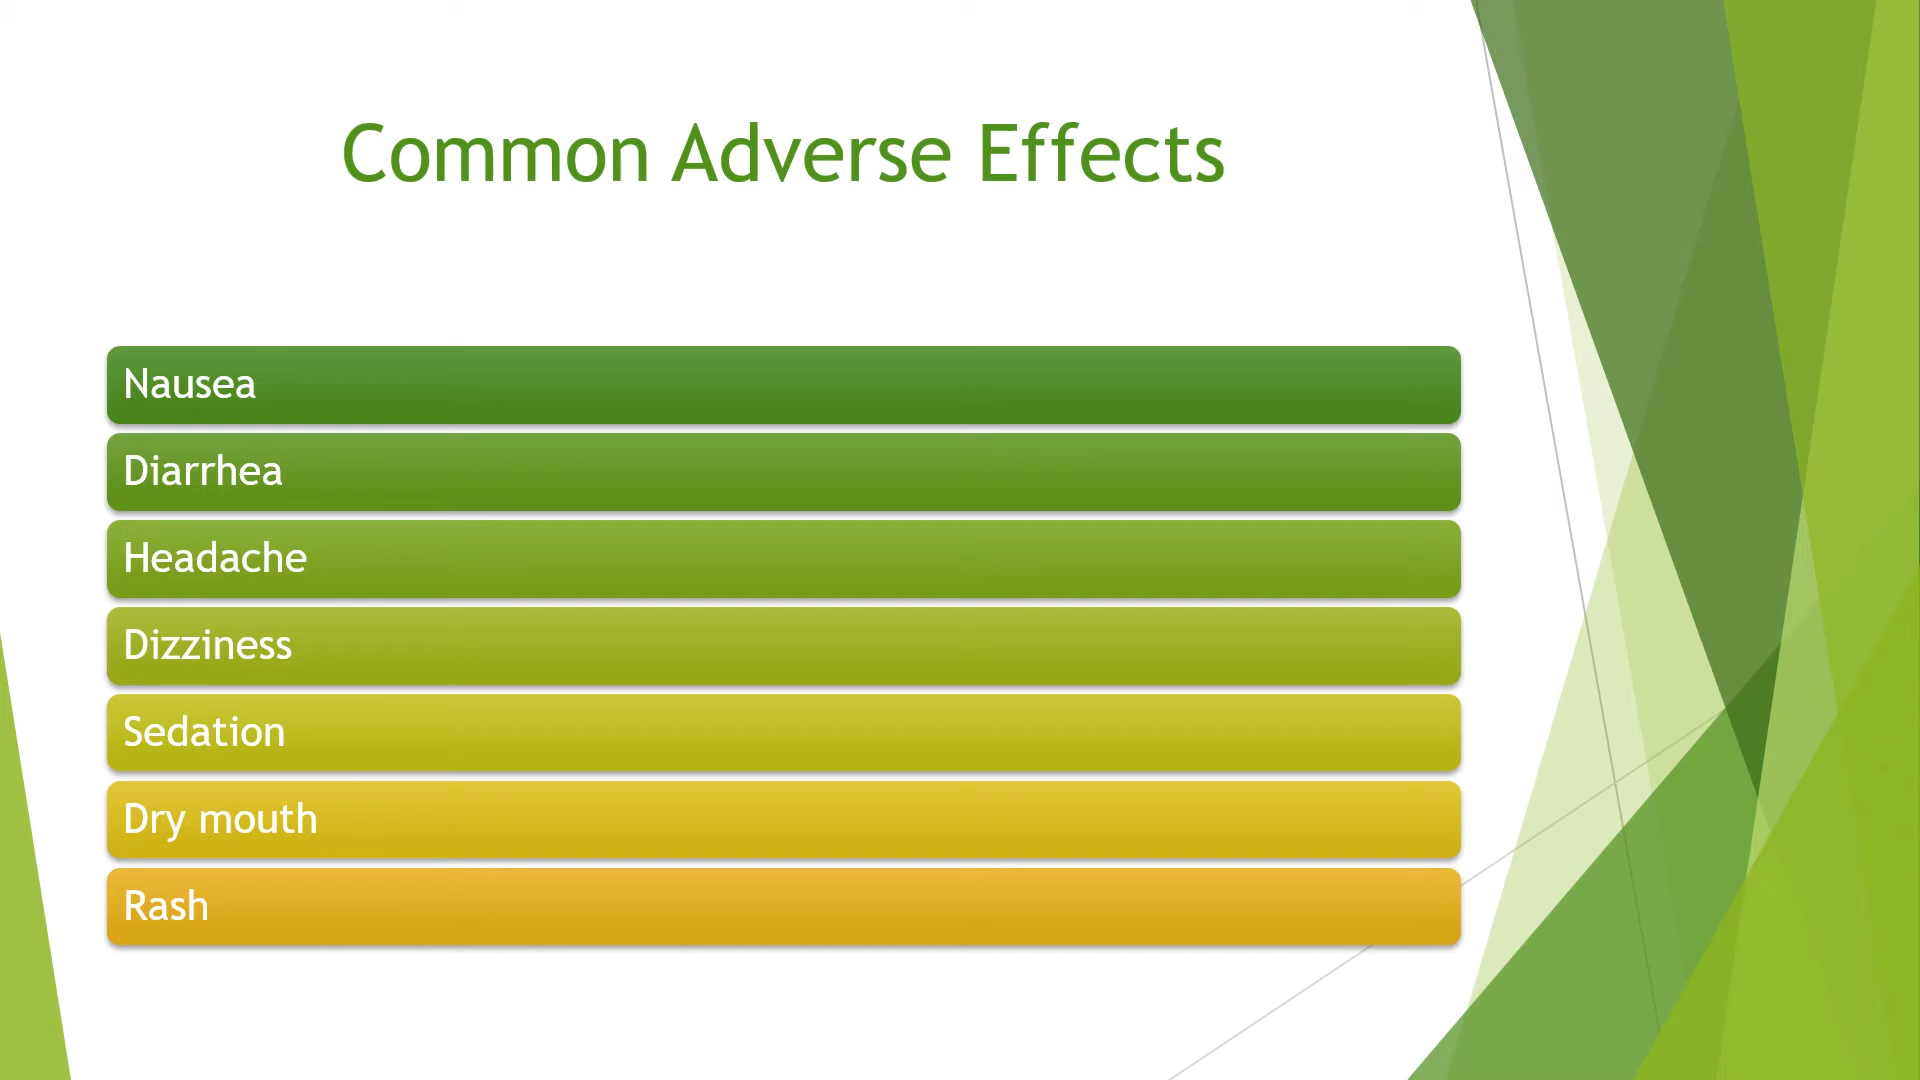 Common Adverse Effects
Nausea
Diarrhea
Headache
Dizziness
Sedation
Dry mouth
Rash